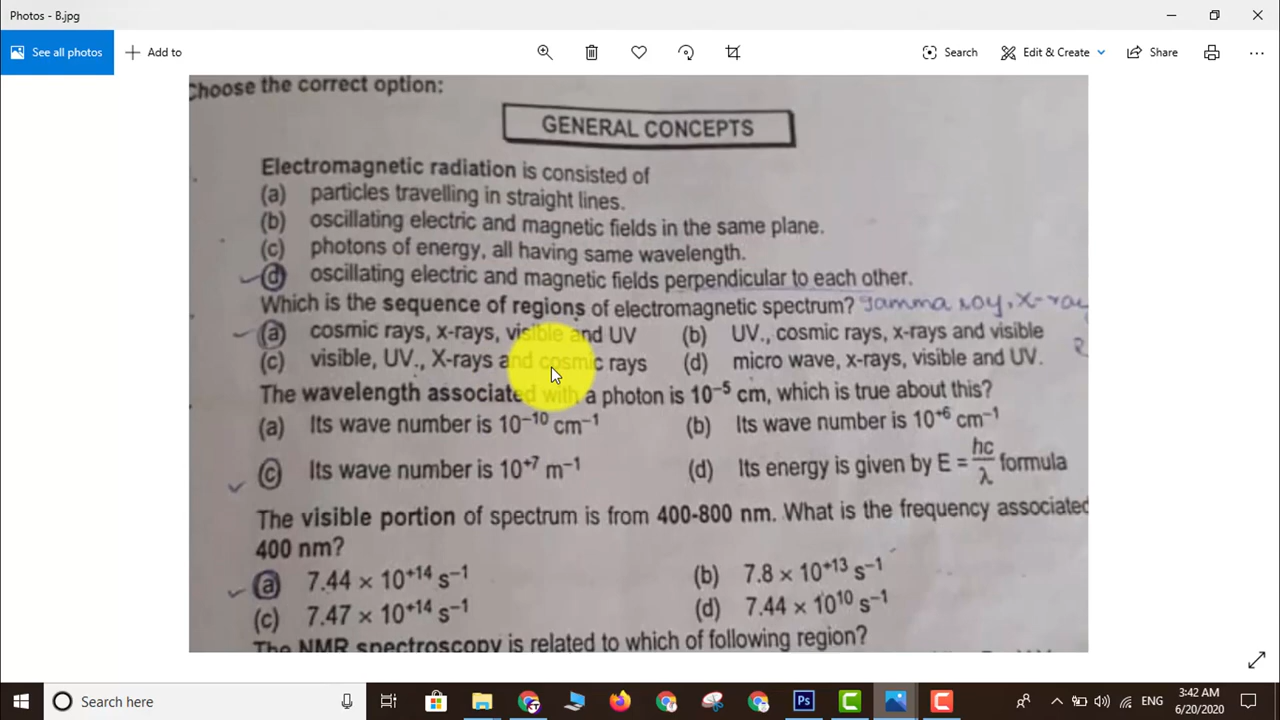 Photos - B.jpg
See all photos
Add to
Search
Edit & Create
Share
Choose the correct option:
GENERAL CONCEPTS
Electromagnetic radiation is consisted of
(a) particles travelling in straight lines.
(b) oscillating electric and magnetic fields in the same plane.
(c) photons of energy, all having same wavelength.
(d) oscillating electric and magnetic fields perpendicular to each other.
Which is the sequence of regions of electromagnetic spectrum? gamma ray, X-ray
(a) cosmic rays, x-rays, visible and UV (b) UV., cosmic rays, x-rays and visible
(c) visible, UV., X-rays and cosmic rays (d) micro wave, x-rays, visible and UV.
The wavelength associated with a photon is 10⁻⁵ cm, which is true about this?
(a) Its wave number is 10⁻¹⁰ cm⁻¹ (b) Its wave number is 10⁺⁶ cm⁻¹
(c) Its wave number is 10⁺⁷ m⁻¹ (d) Its energy is given by E = hc/λ formula
The visible portion of spectrum is from 400-800 nm. What is the frequency associated
400 nm?
(a) 7.44 × 10⁺¹⁴ s⁻¹ (b) 7.8 × 10⁺¹³ s⁻¹
(c) 7.47 × 10⁺¹⁴ s⁻¹ (d) 7.44 × 10¹⁰ s⁻¹
The NMR spectroscopy is related to which of following region?
Search here
ENG
3:42 AM
6/20/2020